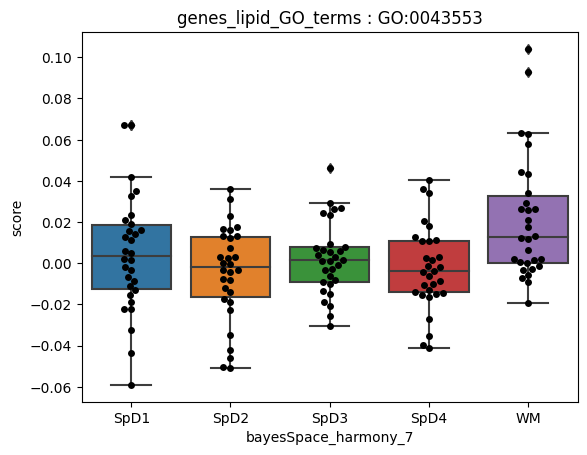 genes_lipid_GO_terms : GO:0043553
0.10
0.08
0.06
0.04
0.02
0.00
−0.02
−0.04
−0.06
score
SpD1 SpD2 SpD3 SpD4 WM
bayesSpace_harmony_7